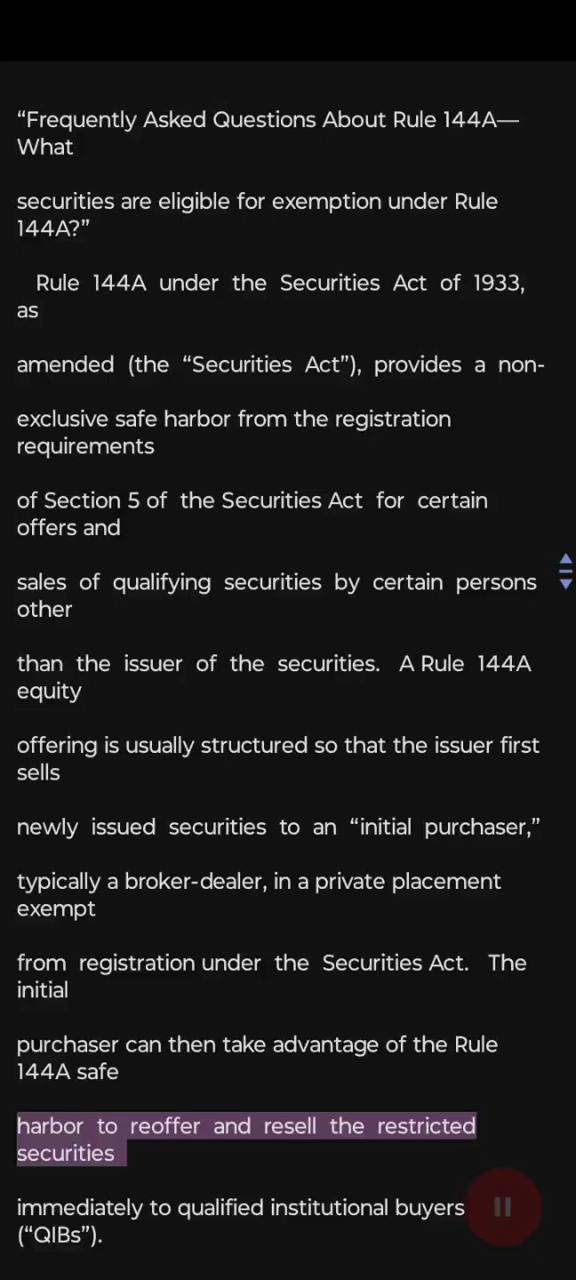 “Frequently Asked Questions About Rule 144A—
What
securities are eligible for exemption under Rule
144A?”
Rule 144A under the Securities Act of 1933,
as
amended (the “Securities Act”), provides a non-
exclusive safe harbor from the registration
requirements
of Section 5 of the Securities Act for certain
offers and
sales of qualifying securities by certain persons
other
than the issuer of the securities. A Rule 144A
equity
offering is usually structured so that the issuer first
sells
newly issued securities to an “initial purchaser,”
typically a broker-dealer, in a private placement
exempt
from registration under the Securities Act. The
initial
purchaser can then take advantage of the Rule
144A safe
harbor to reoffer and resell the restricted
securities
immediately to qualified institutional buyers
(“QIBs”).